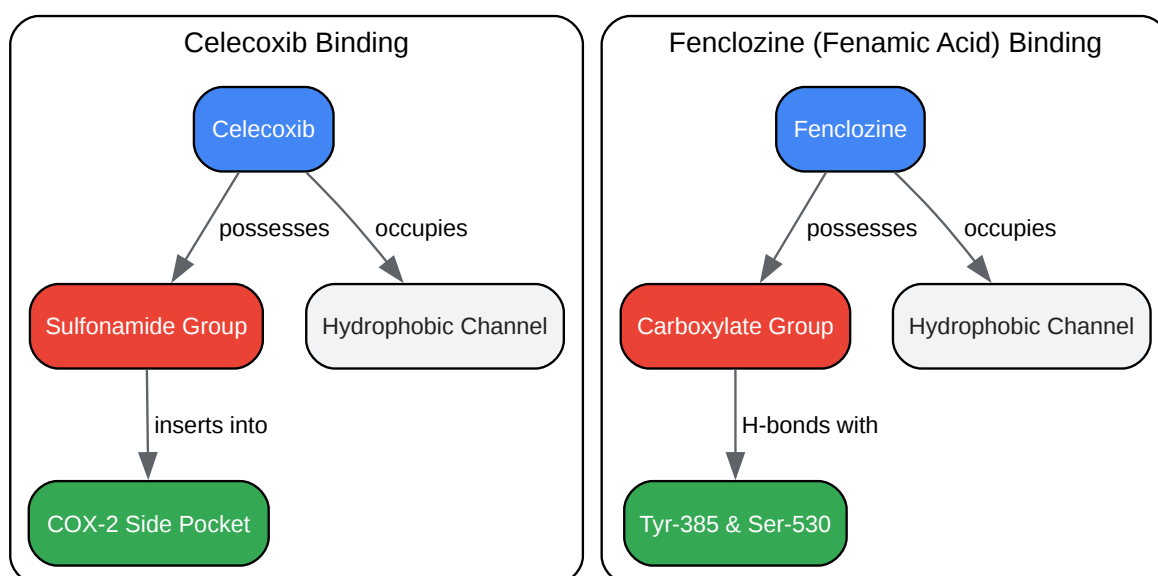 Celecoxib Binding
Celecoxib
possesses
occupies
Sulfonamide Group
Hydrophobic Channel
inserts into
COX-2 Side Pocket
Fenclozine (Fenamic Acid) Binding
Fenclozine
possesses
occupies
Carboxylate Group
Hydrophobic Channel
H-bonds with
Tyr-385 & Ser-530